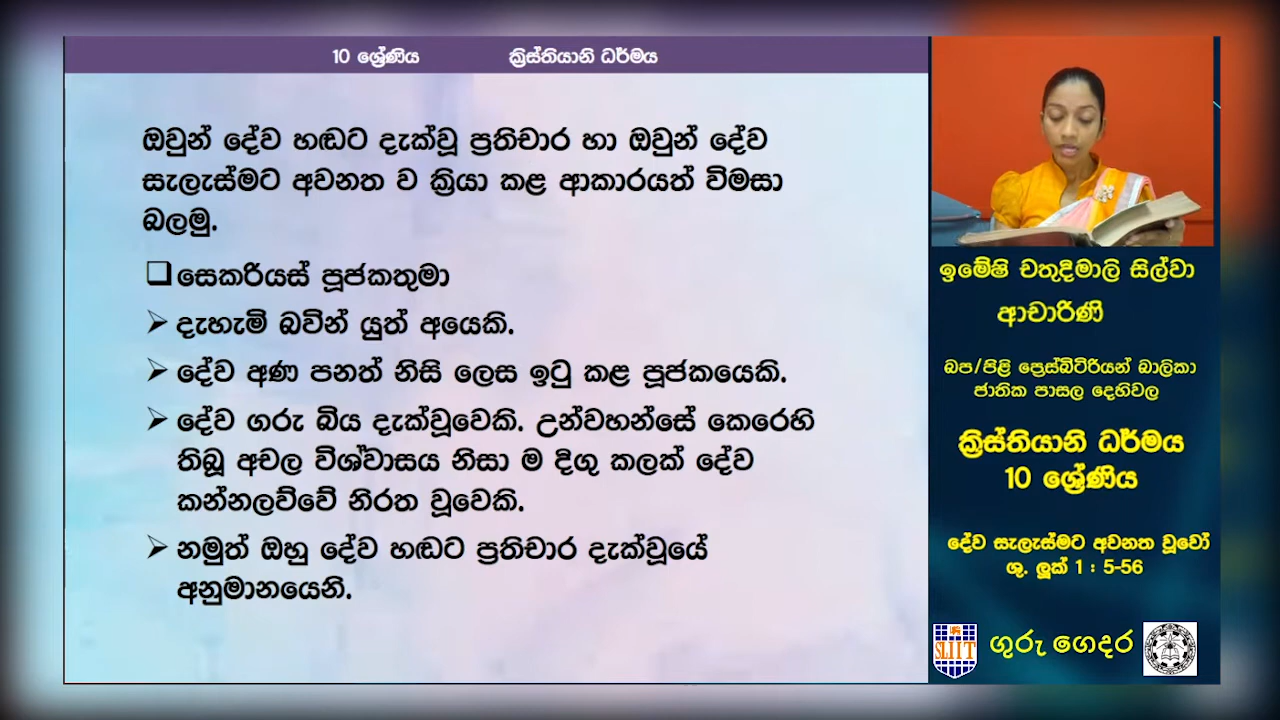 10 ශ්‍රේණිය ක්‍රිස්තියානි ධර්මය
ඔවුන් දේව හඬට දැක්වූ ප්‍රතිචාර හා ඔවුන් දේව
සැලැස්මට අවනත ව ක්‍රියා කළ ආකාරයත් විමසා
බලමු.
❑සෙකරියස් පූජකතුමා
➢ දැහැමි බවින් යුත් අයෙකි.
➢ දේව අණ පනත් නිසි ලෙස ඉටු කළ පූජකයෙකි.
➢ දේව ගරු බිය දැක්වූවෙකි. උන්වහන්සේ කෙරෙහි
තිබූ අචල විශ්වාසය නිසා ම දිගු කලක් දේව
කන්නලව්වේ නිරත වූවෙකි.
➢ නමුත් ඔහු දේව හඬට ප්‍රතිචාර දැක්වූයේ
අනුමානයෙනි.
ඉමේෂි චතුදිමාලි සිල්වා
ආචාරිණි
බප/පිළි ප්‍රෙස්බිටිරියන් බාලිකා
ජාතික පාසල දෙහිවල
ක්‍රිස්තියානි ධර්මය
10 ශ්‍රේණිය
දේව සැලැස්මට අවනත වූවෝ
ශු. ලූක් 1 : 5-56
SLIIT ගුරු ගෙදර